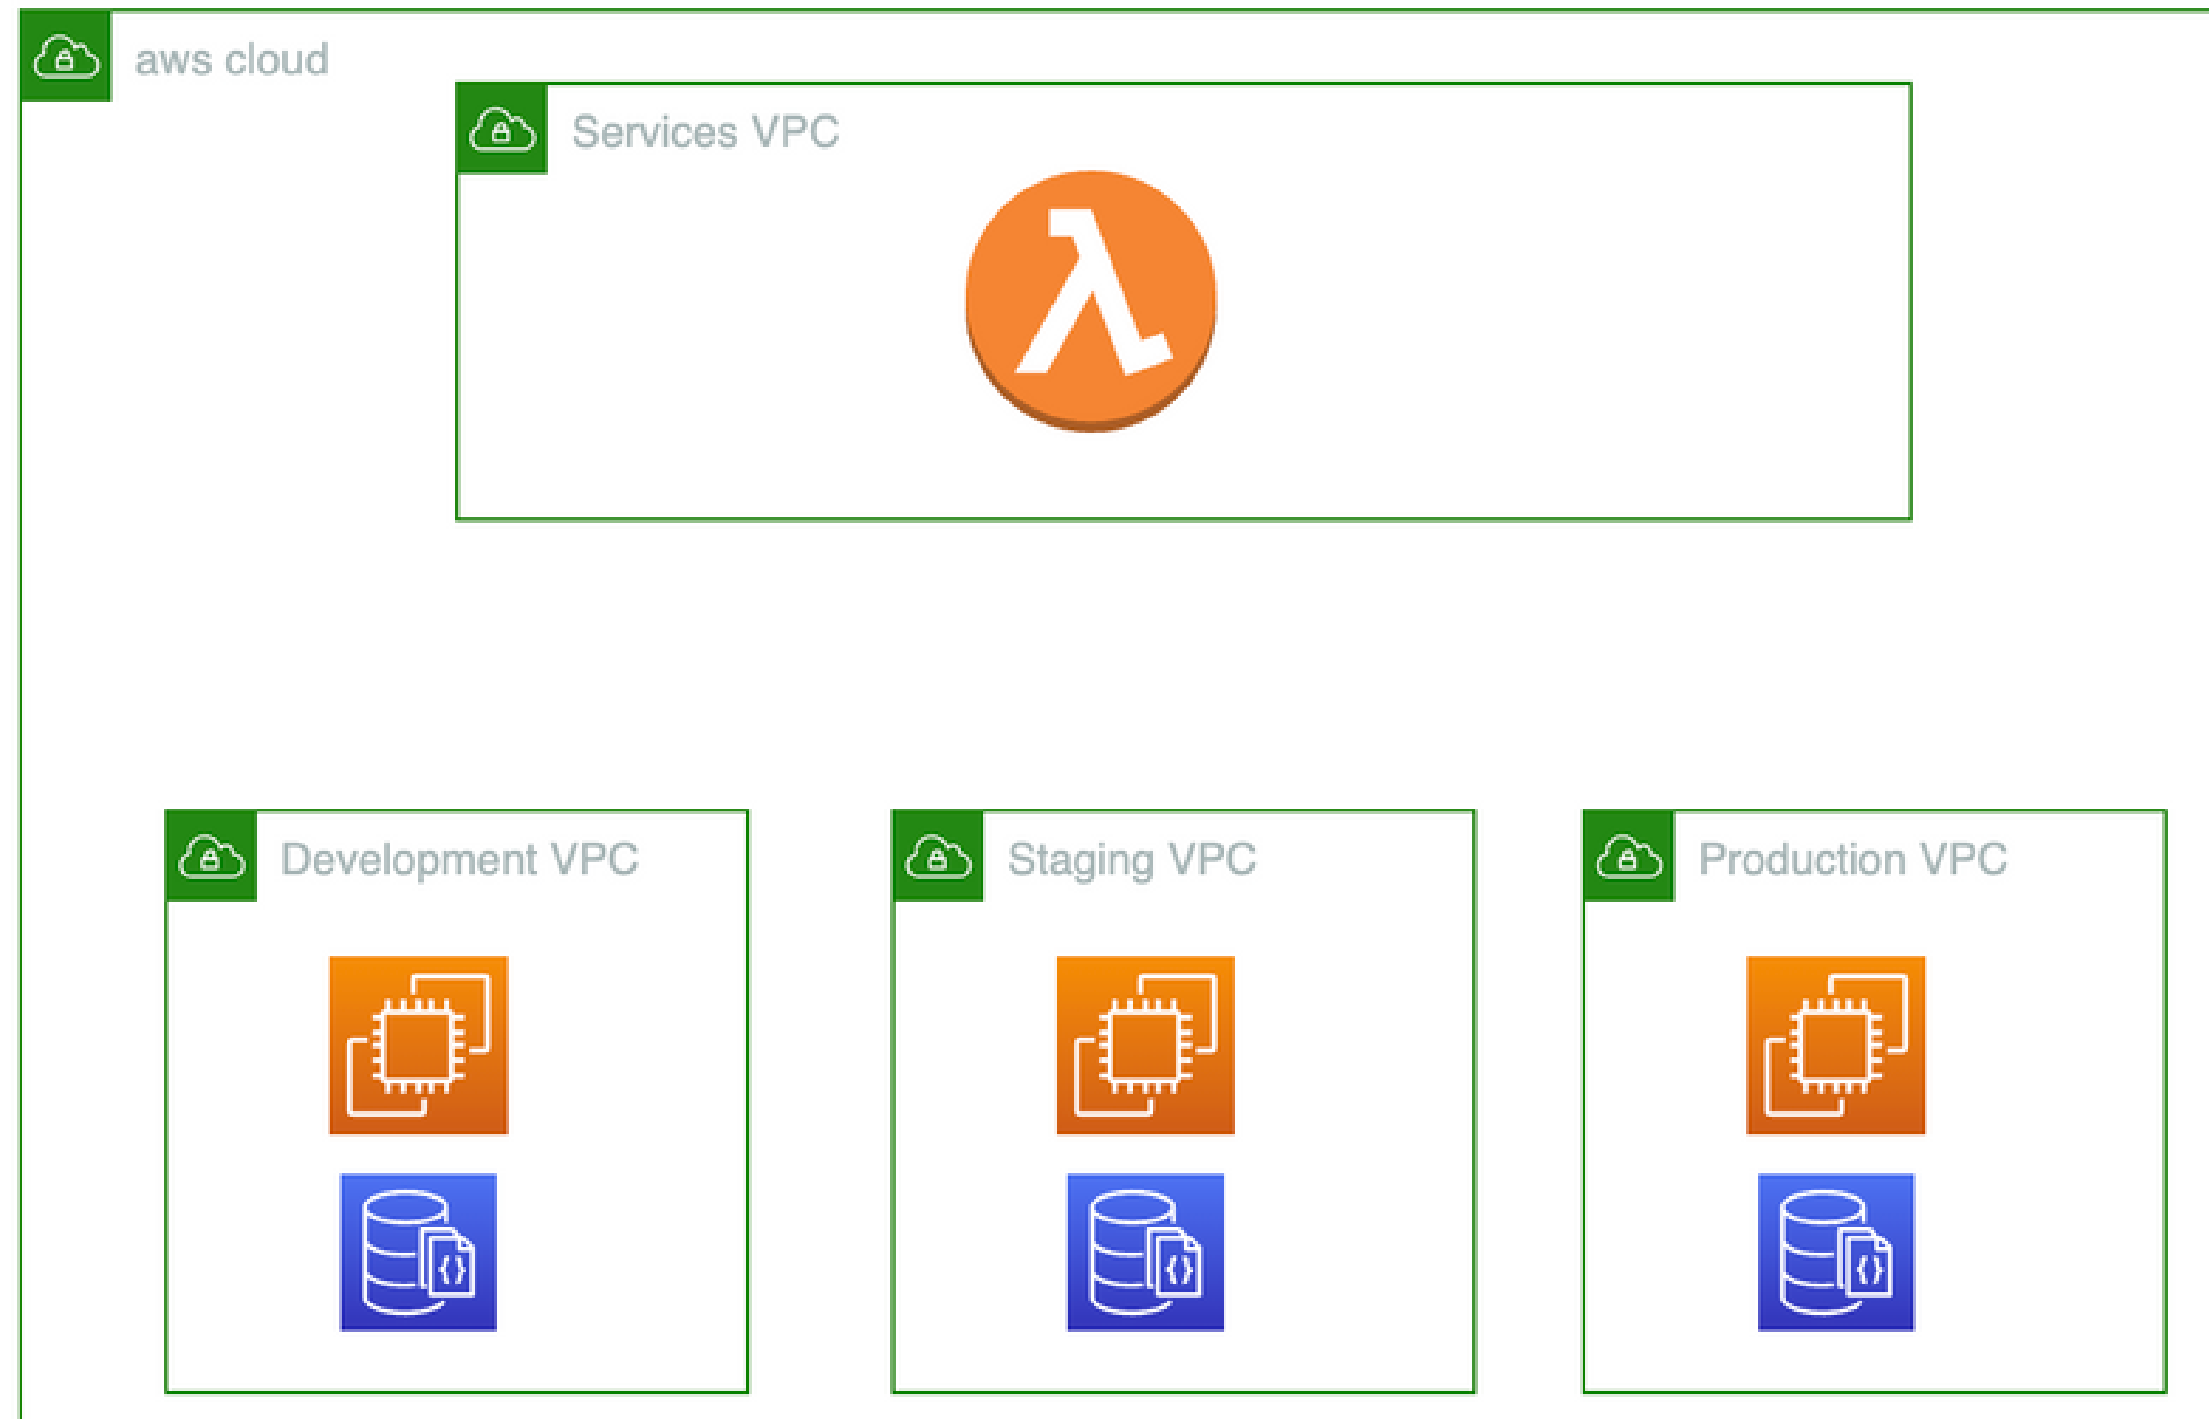 aws cloud
Services VPC
Development VPC
Staging VPC
Production VPC